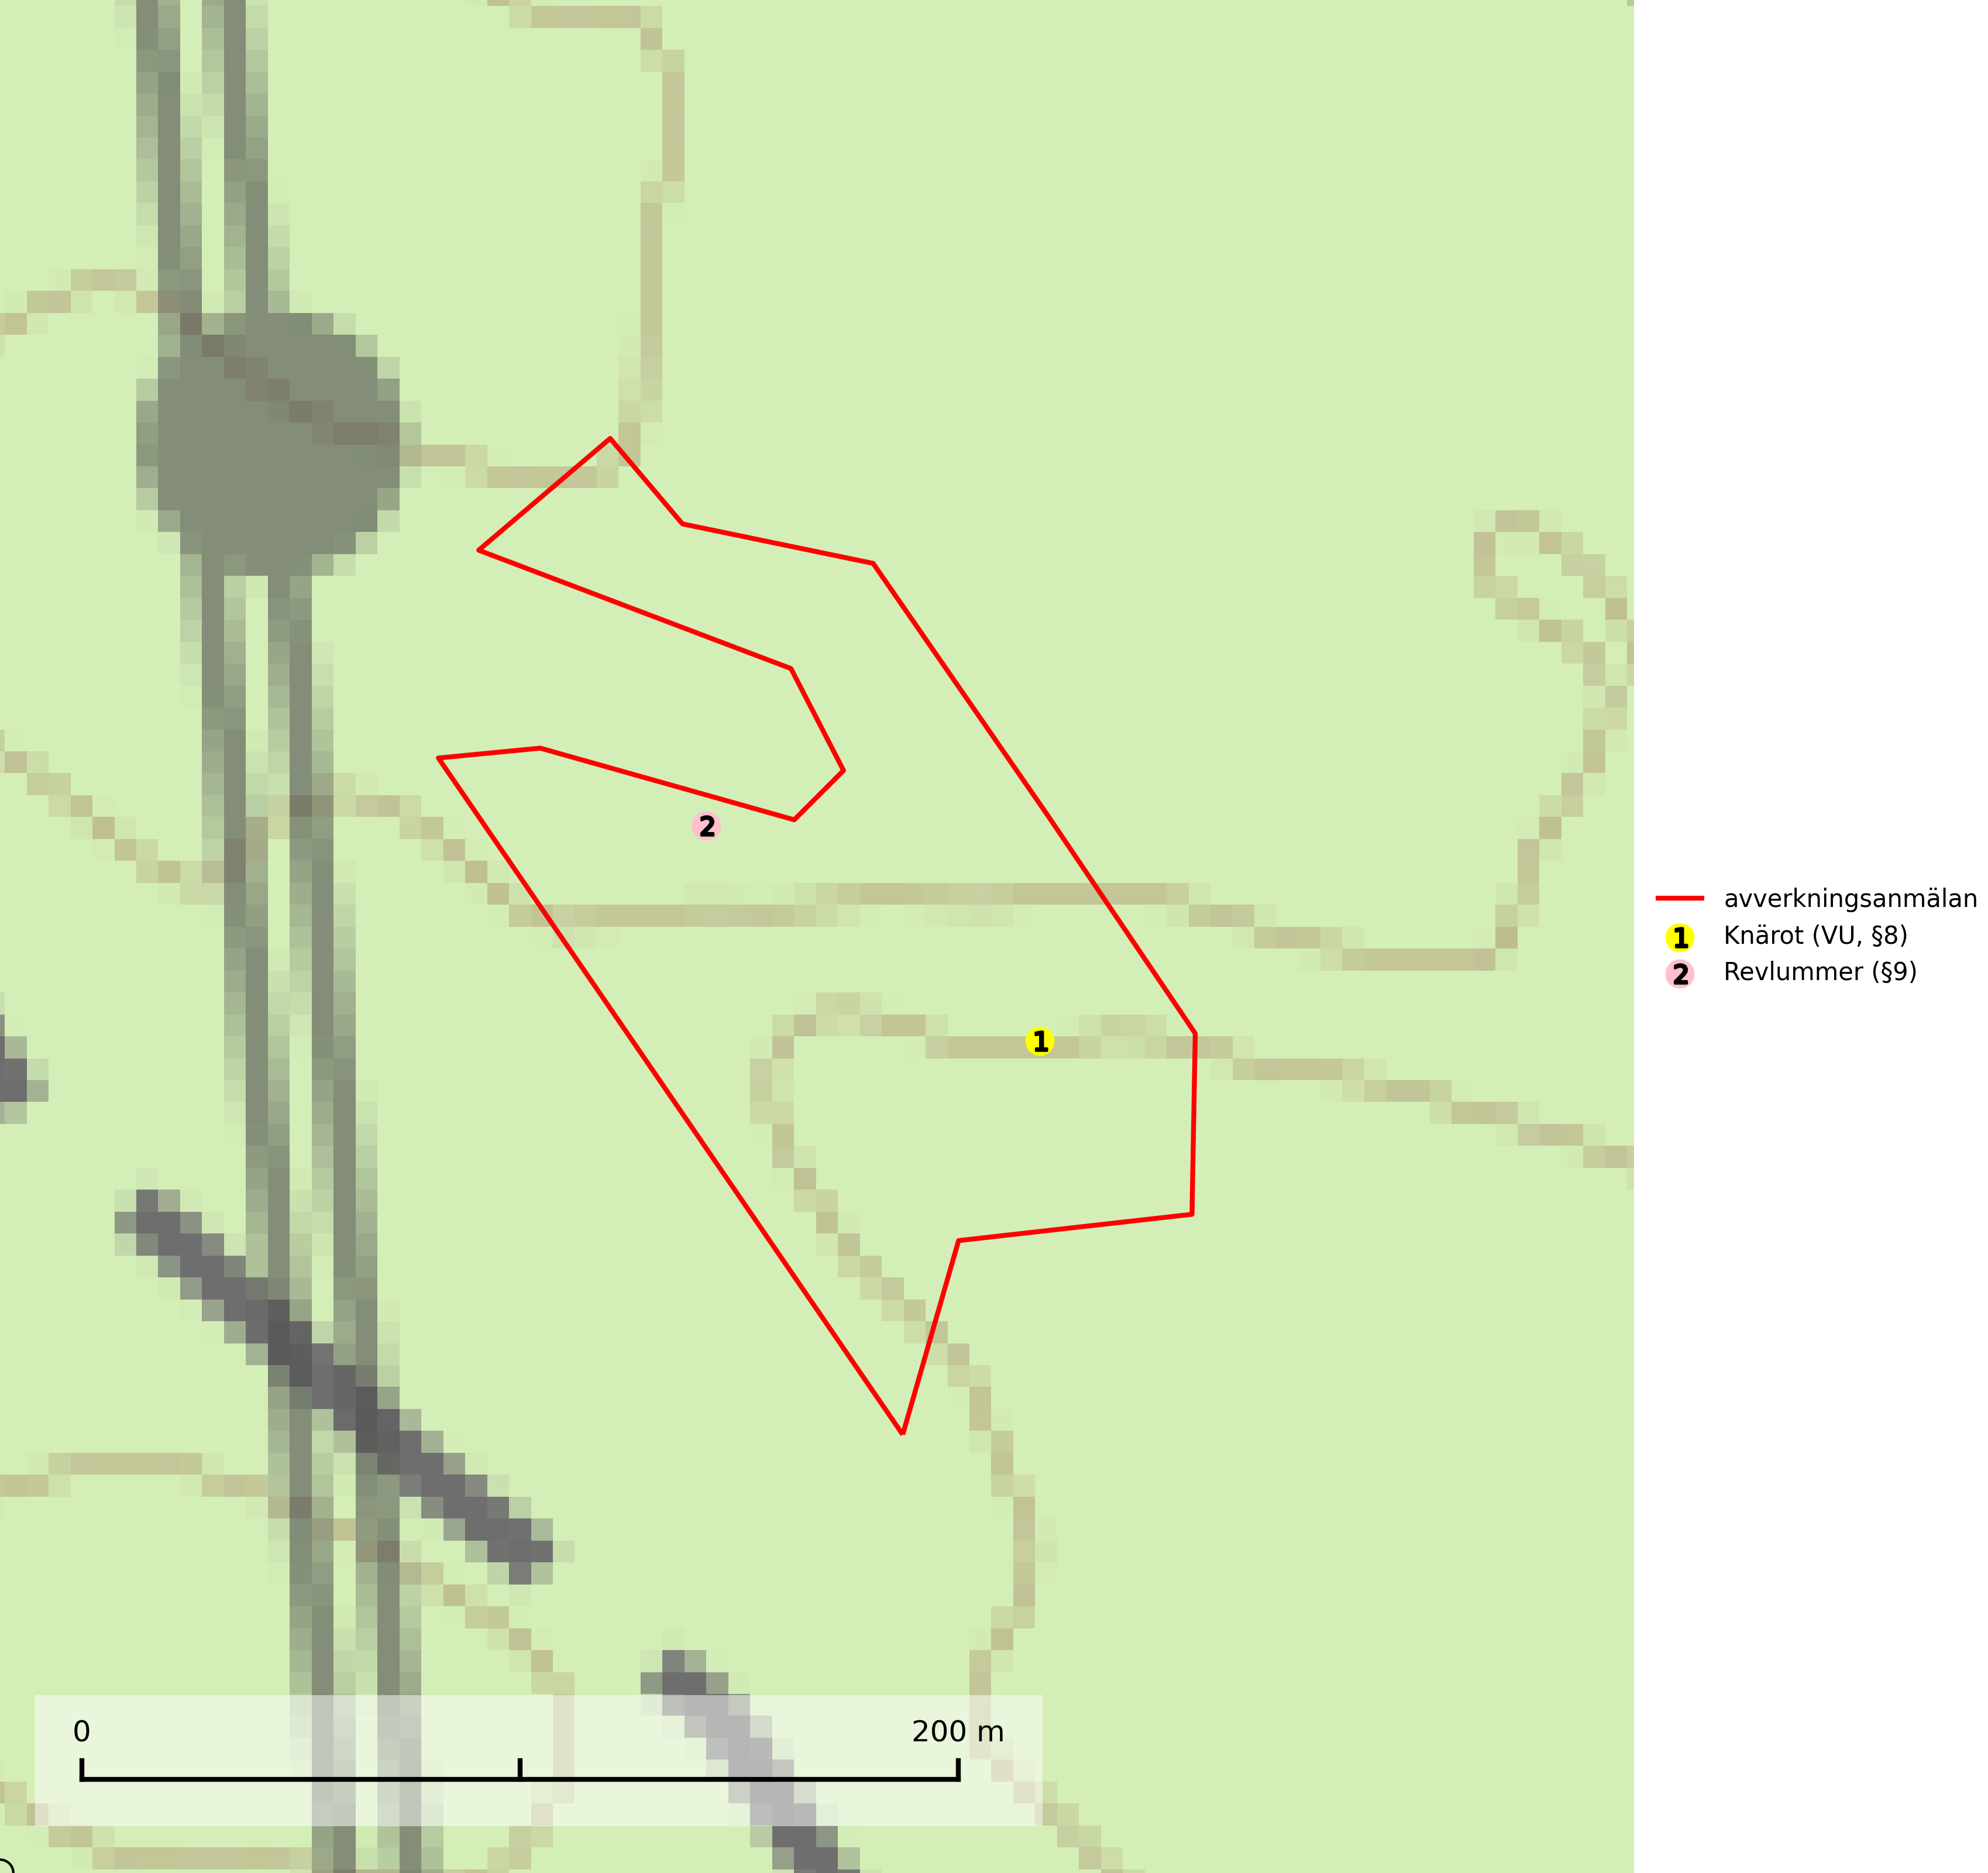 2
1
avverkningsanmälan
1 Knärot (VU, §8)
2 Revlummer (§9)
0 200 m